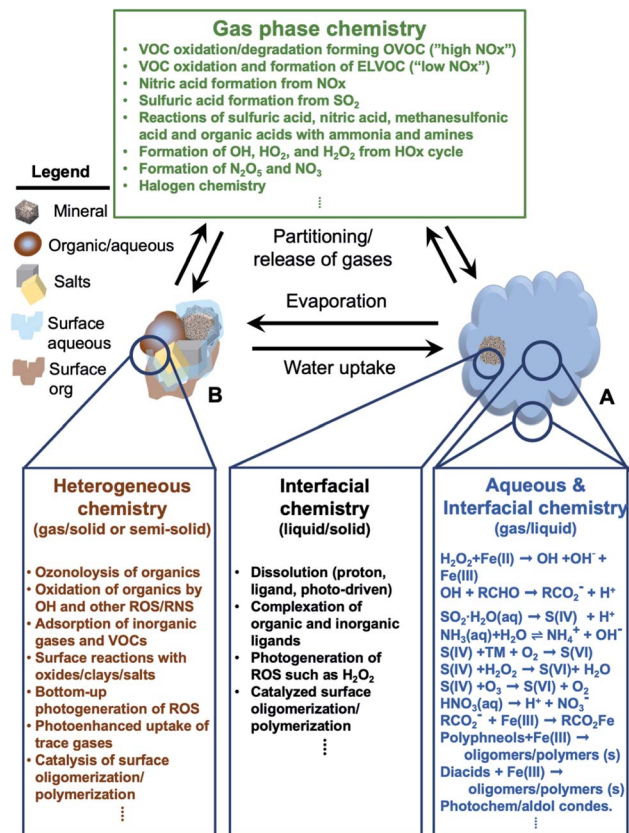 Gas phase chemistry
• VOC oxidation/degradation forming OVOC ("high NOx")
• VOC oxidation and formation of ELVOC ("low NOx")
• Nitric acid formation from NOx
• Sulfuric acid formation from SO₂
• Reactions of sulfuric acid, nitric acid, methanesulfonic
acid and organic acids with ammonia and amines
• Formation of OH, HO₂, and H₂O₂ from HOx cycle
• Formation of N₂O₅ and NO₃
• Halogen chemistry
⋮
Legend
Mineral
Organic/aqueous
Salts
Surface
aqueous
Surface
org
Partitioning/
release of gases
Evaporation
Water uptake
B
A
Heterogeneous
chemistry
(gas/solid or semi-solid)
• Ozonoloysis of organics
• Oxidation of organics by
OH and other ROS/RNS
• Adsorption of inorganic
gases and VOCs
• Surface reactions with
oxides/clays/salts
• Bottom-up
photogeneration of ROS
• Photoenhanced uptake of
trace gases
• Catalysis of surface
oligomerization/
polymerization
⋮
Interfacial
chemistry
(liquid/solid)
• Dissolution (proton,
ligand, photo-driven)
• Complexation of
organic and inorganic
ligands
• Photogeneration of
ROS such as H₂O₂
• Catalyzed surface
oligomerization/
polymerization
⋮
Aqueous &
Interfacial chemistry
(gas/liquid)
H₂O₂+Fe(II) → OH +OH⁻ +
Fe(III)
OH + RCHO → RCO₂⁻ + H⁺
SO₂·H₂O(aq) → S(IV) + H⁺
NH₃(aq)+H₂O ⇌ NH₄⁺ + OH⁻
S(IV) +TM + O₂ → S(VI)
S(IV) +H₂O₂ → S(VI)+ H₂O
S(IV) +O₃ → S(VI) + O₂
HNO₃(aq) → H⁺ + NO₃⁻
RCO₂⁻ + Fe(III) → RCO₂Fe
Polyphneols+Fe(III) →
oligomers/polymers (s)
Diacids + Fe(III) →
oligomers/polymers (s)
Photochem/aldol condes.
⋮